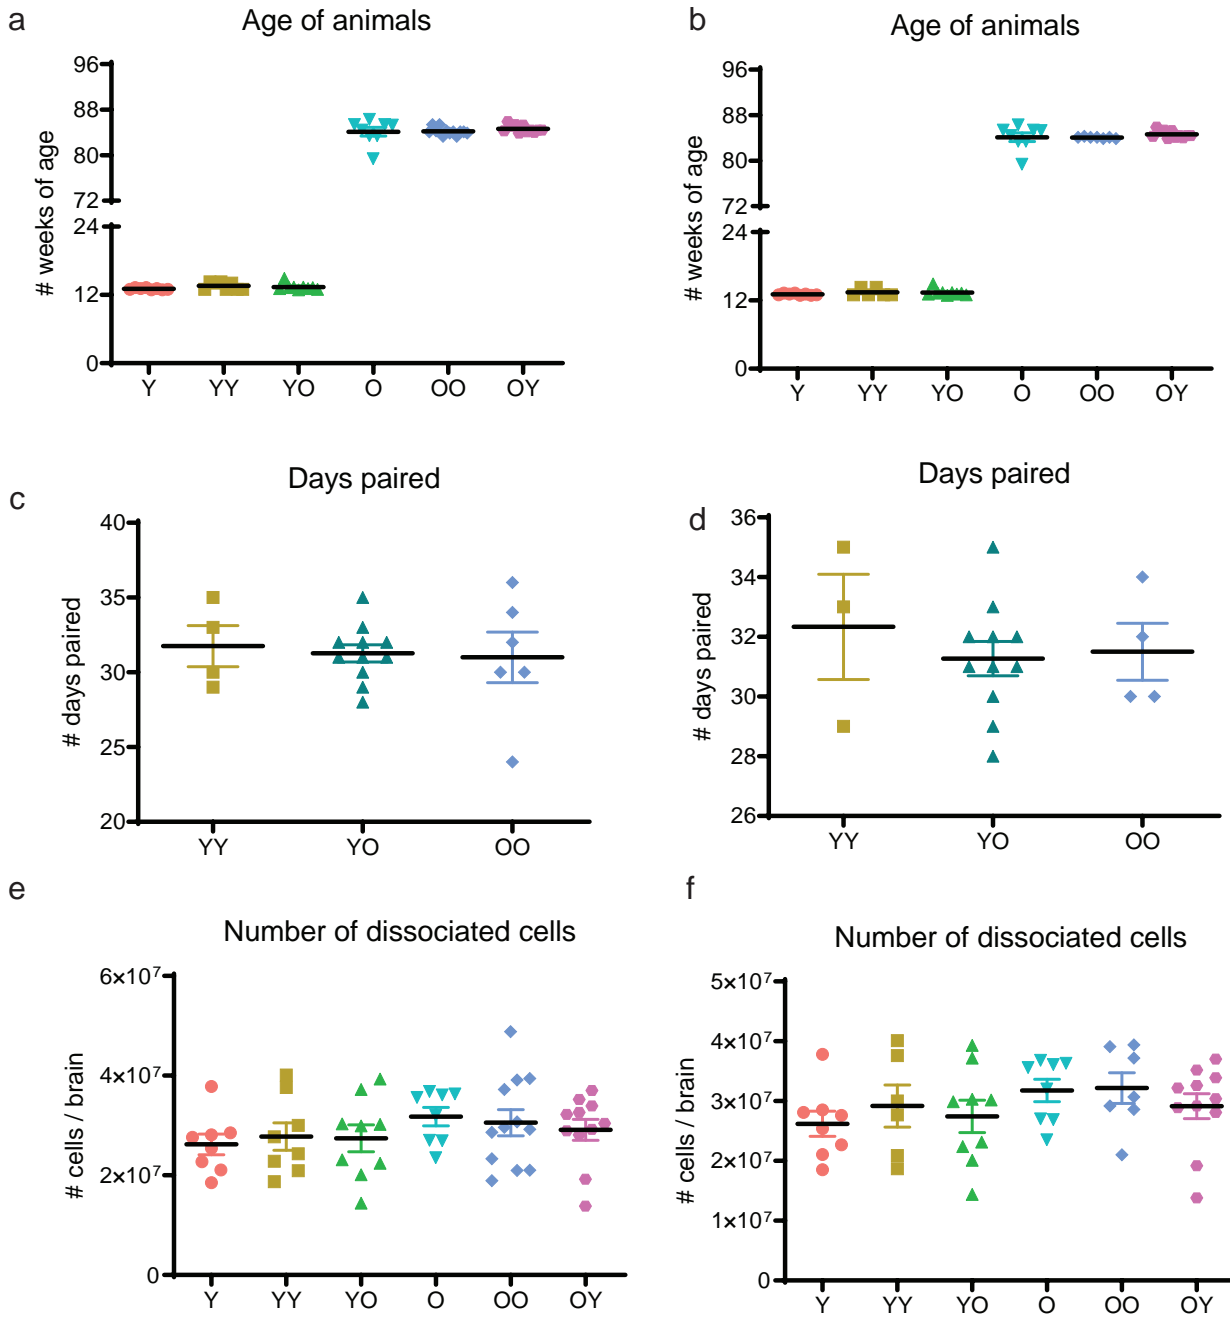 a
Age of animals
# weeks of age
96
88
80
72
24
12
0
Y YY YO O OO OY
b
Age of animals
# weeks of age
96
88
80
72
24
12
0
Y YY YO O OO OY
c
Days paired
# days paired
40
35
30
25
20
YY YO OO
d
Days paired
# days paired
36
34
32
30
28
26
YY YO OO
e
Number of dissociated cells
# cells / brain
6×10⁷
4×10⁷
2×10⁷
0
Y YY YO O OO OY
f
Number of dissociated cells
# cells / brain
5×10⁷
4×10⁷
3×10⁷
2×10⁷
1×10⁷
0
Y YY YO O OO OY